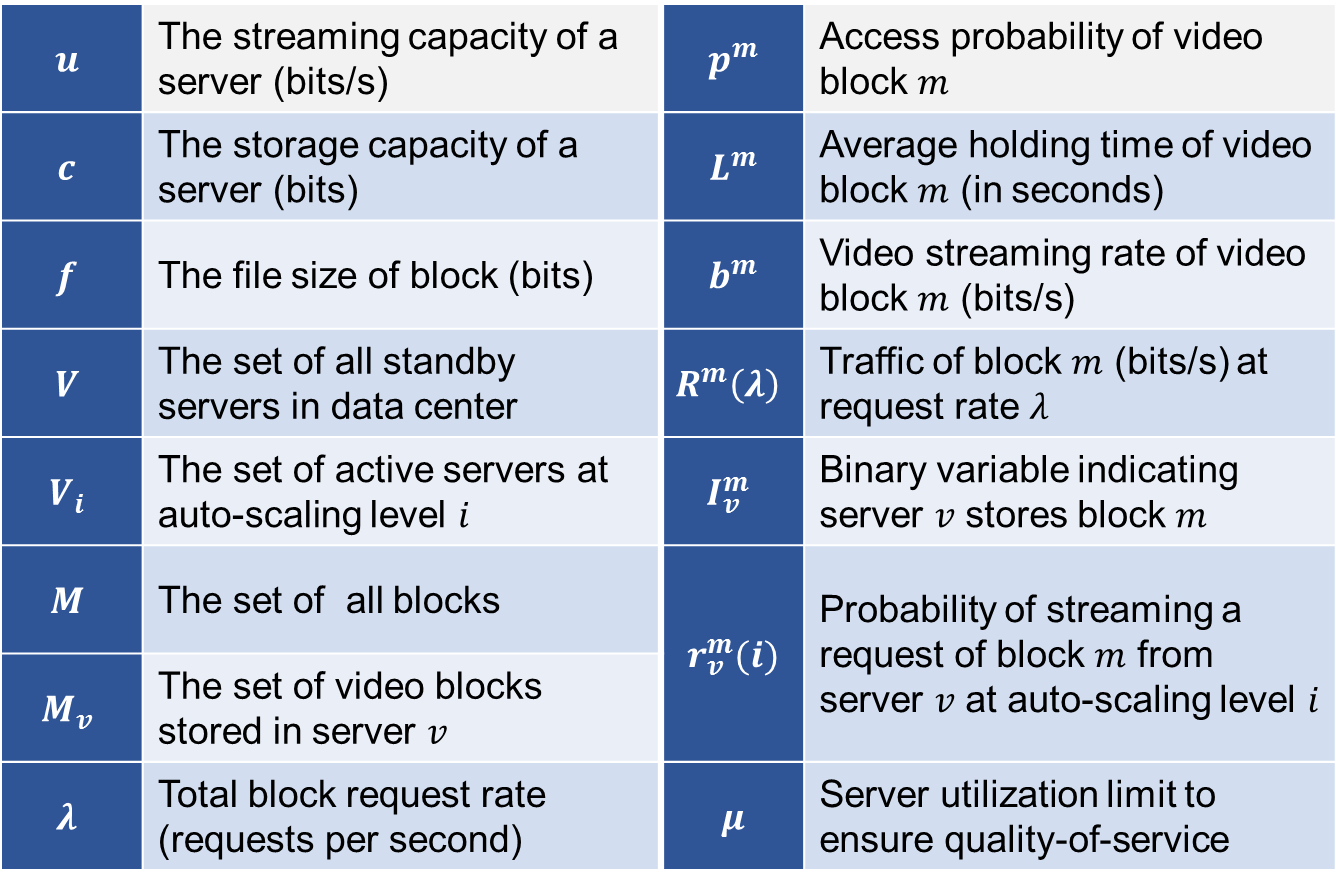 u
The streaming capacity of a
server (bits/s)
p^m
Access probability of video
block m
c
The storage capacity of a
server (bits)
L^m
Average holding time of video
block m (in seconds)
f
The file size of block (bits)
b^m
Video streaming rate of video
block m (bits/s)
V
The set of all standby
servers in data center
R^m(λ)
Traffic of block m (bits/s) at
request rate λ
V_i
The set of active servers at
auto-scaling level i
I_v^m
Binary variable indicating
server v stores block m
M
The set of all blocks
r_v^m(i)
Probability of streaming a
request of block m from
server v at auto-scaling level i
M_v
The set of video blocks
stored in server v
λ
Total block request rate
(requests per second)
μ
Server utilization limit to
ensure quality-of-service